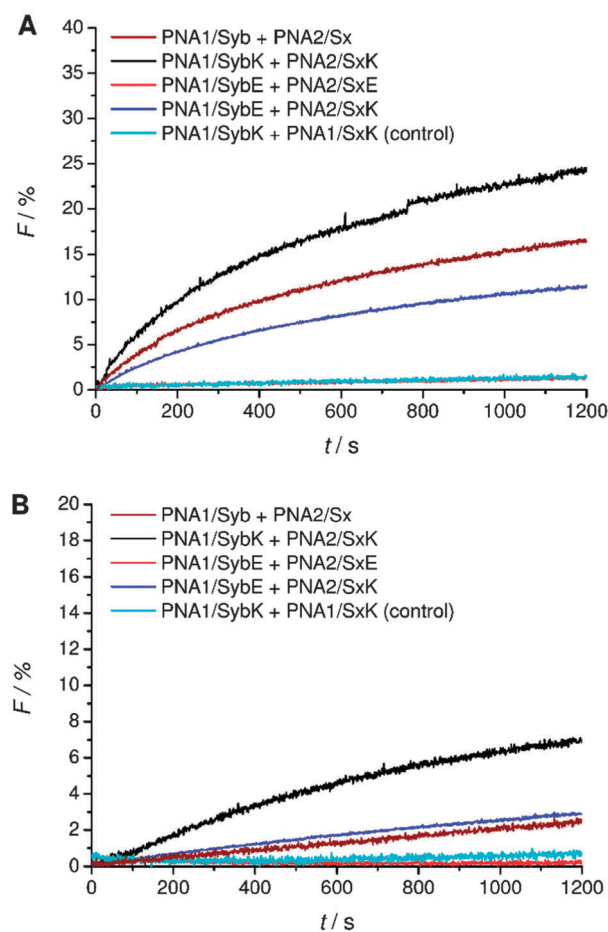 A
PNA1/Syb + PNA2/Sx
PNA1/SybK + PNA2/SxK
PNA1/SybE + PNA2/SxE
PNA1/SybE + PNA2/SxK
PNA1/SybK + PNA1/SxK (control)
40
35
30
25
20
15
10
5
0
F / %
0 200 400 600 800 1000 1200
t / s
B
PNA1/Syb + PNA2/Sx
PNA1/SybK + PNA2/SxK
PNA1/SybE + PNA2/SxE
PNA1/SybE + PNA2/SxK
PNA1/SybK + PNA1/SxK (control)
20
18
16
14
12
10
8
6
4
2
0
F / %
0 200 400 600 800 1000 1200
t / s